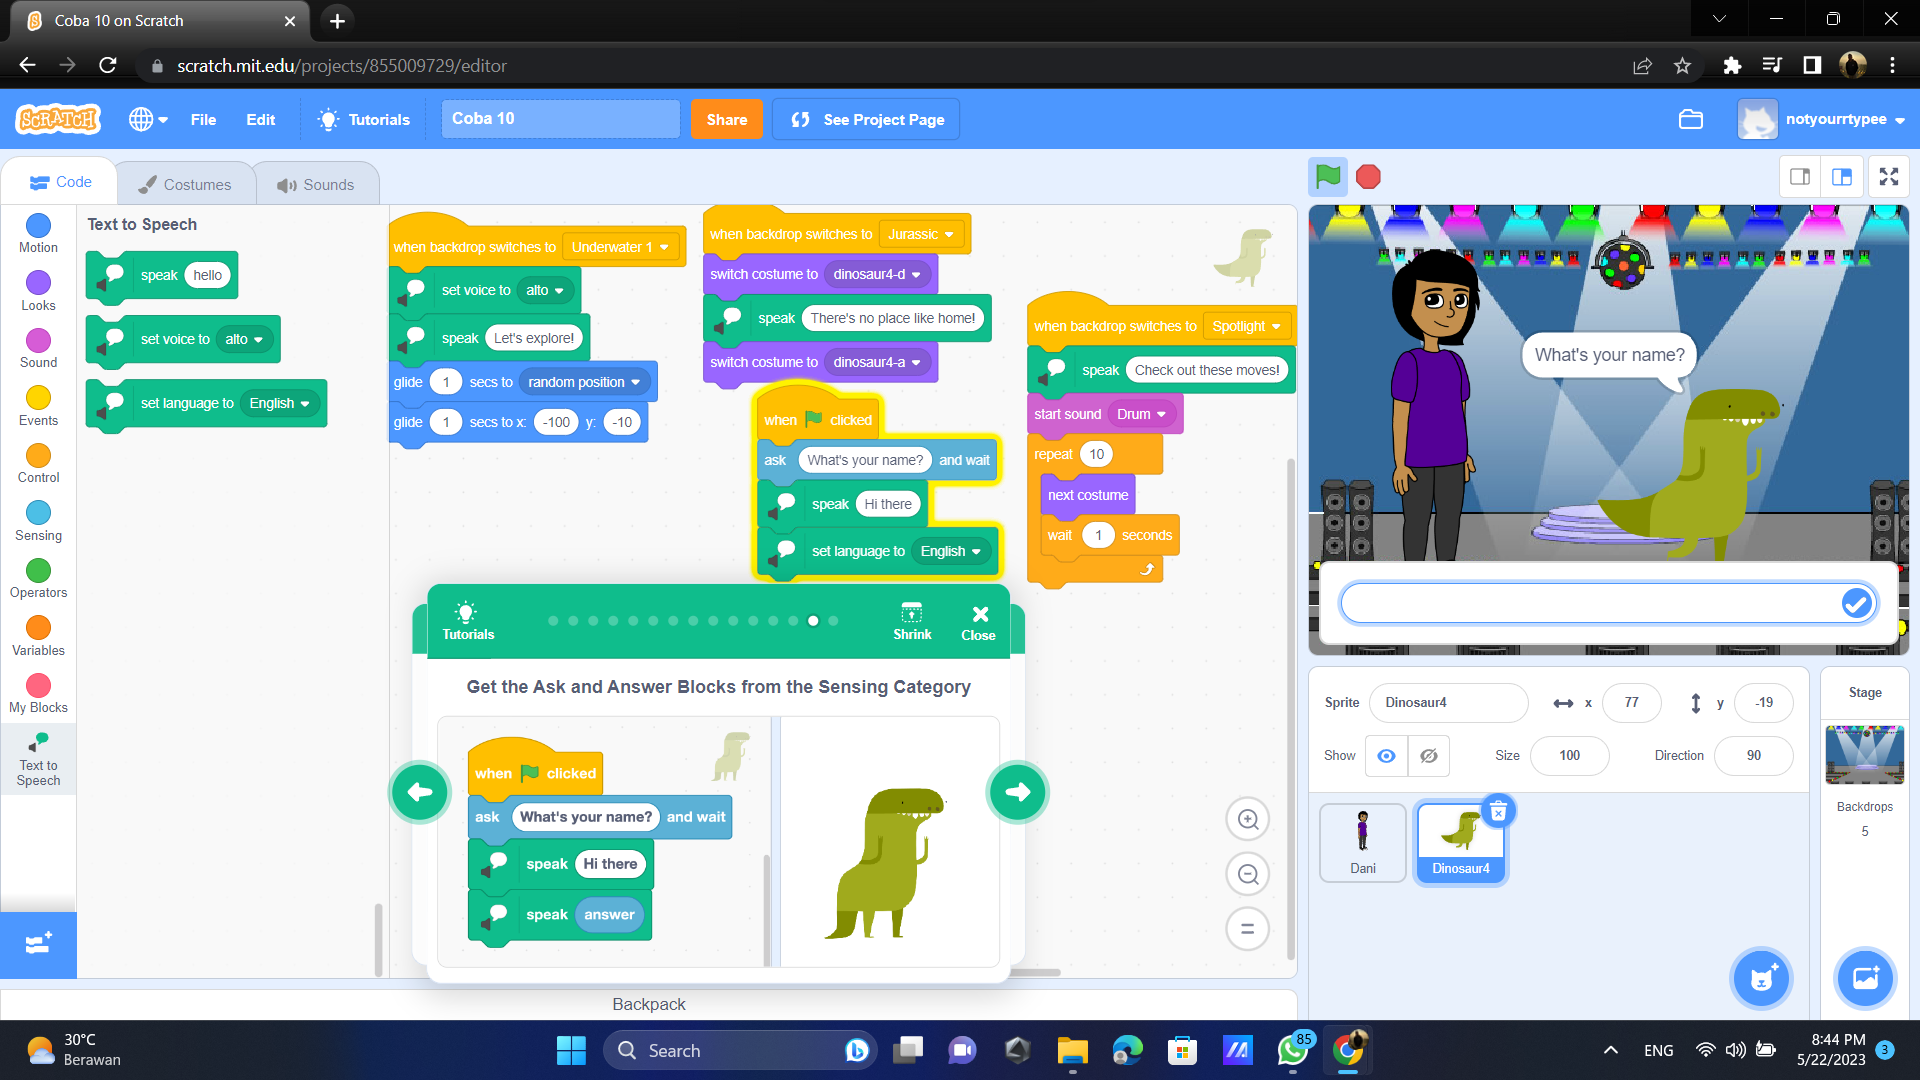 Coba 10 on Scratch
scratch.mit.edu/projects/855009729/editor
SCRATCH
File
Edit
Tutorials
Coba 10
Share
See Project Page
notyourrtypee
Code
Costumes
Sounds
Motion
Looks
Sound
Events
Control
Sensing
Operators
Variables
My Blocks
Text to
Speech
Text to Speech
speak hello
set voice to alto
set language to English
when backdrop switches to Underwater 1
set voice to alto
speak Let's explore!
glide 1 secs to random position
glide 1 secs to x: -100 y: -10
when backdrop switches to Jurassic
switch costume to dinosaur4-d
speak There's no place like home!
switch costume to dinosaur4-a
when clicked
ask What's your name? and wait
speak Hi there
set language to English
when backdrop switches to Spotlight
speak Check out these moves!
start sound Drum
repeat 10
next costume
wait 1 seconds
Tutorials
Shrink
Close
Get the Ask and Answer Blocks from the Sensing Category
when clicked
ask What's your name? and wait
speak Hi there
speak answer
Backpack
What's your name?
Sprite Dinosaur4 x 77 y -19
Show Size 100 Direction 90
Dani
Dinosaur4
Stage
Backdrops
5
30°C
Berawan
Search
85
ENG
8:44 PM
5/22/2023
3